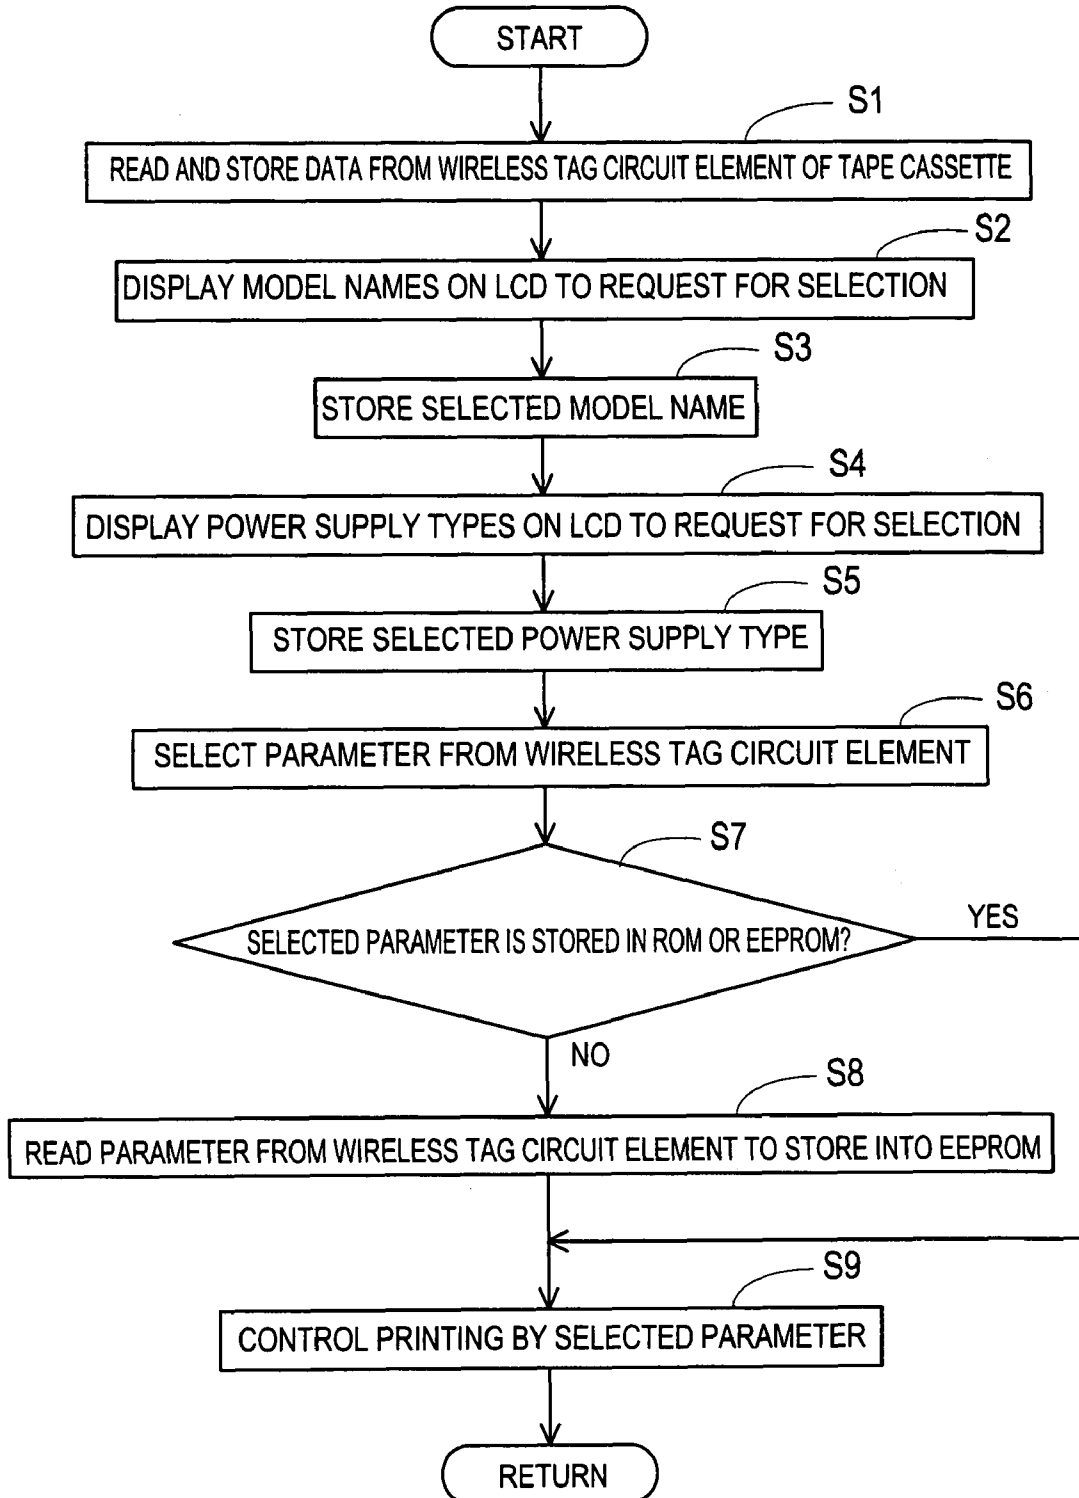 START
S1
READ AND STORE DATA FROM WIRELESS TAG CIRCUIT ELEMENT OF TAPE CASSETTE
S2
DISPLAY MODEL NAMES ON LCD TO REQUEST FOR SELECTION
S3
STORE SELECTED MODEL NAME
S4
DISPLAY POWER SUPPLY TYPES ON LCD TO REQUEST FOR SELECTION
S5
STORE SELECTED POWER SUPPLY TYPE
S6
SELECT PARAMETER FROM WIRELESS TAG CIRCUIT ELEMENT
S7
SELECTED PARAMETER IS STORED IN ROM OR EEPROM?
YES
NO
S8
READ PARAMETER FROM WIRELESS TAG CIRCUIT ELEMENT TO STORE INTO EEPROM
S9
CONTROL PRINTING BY SELECTED PARAMETER
RETURN